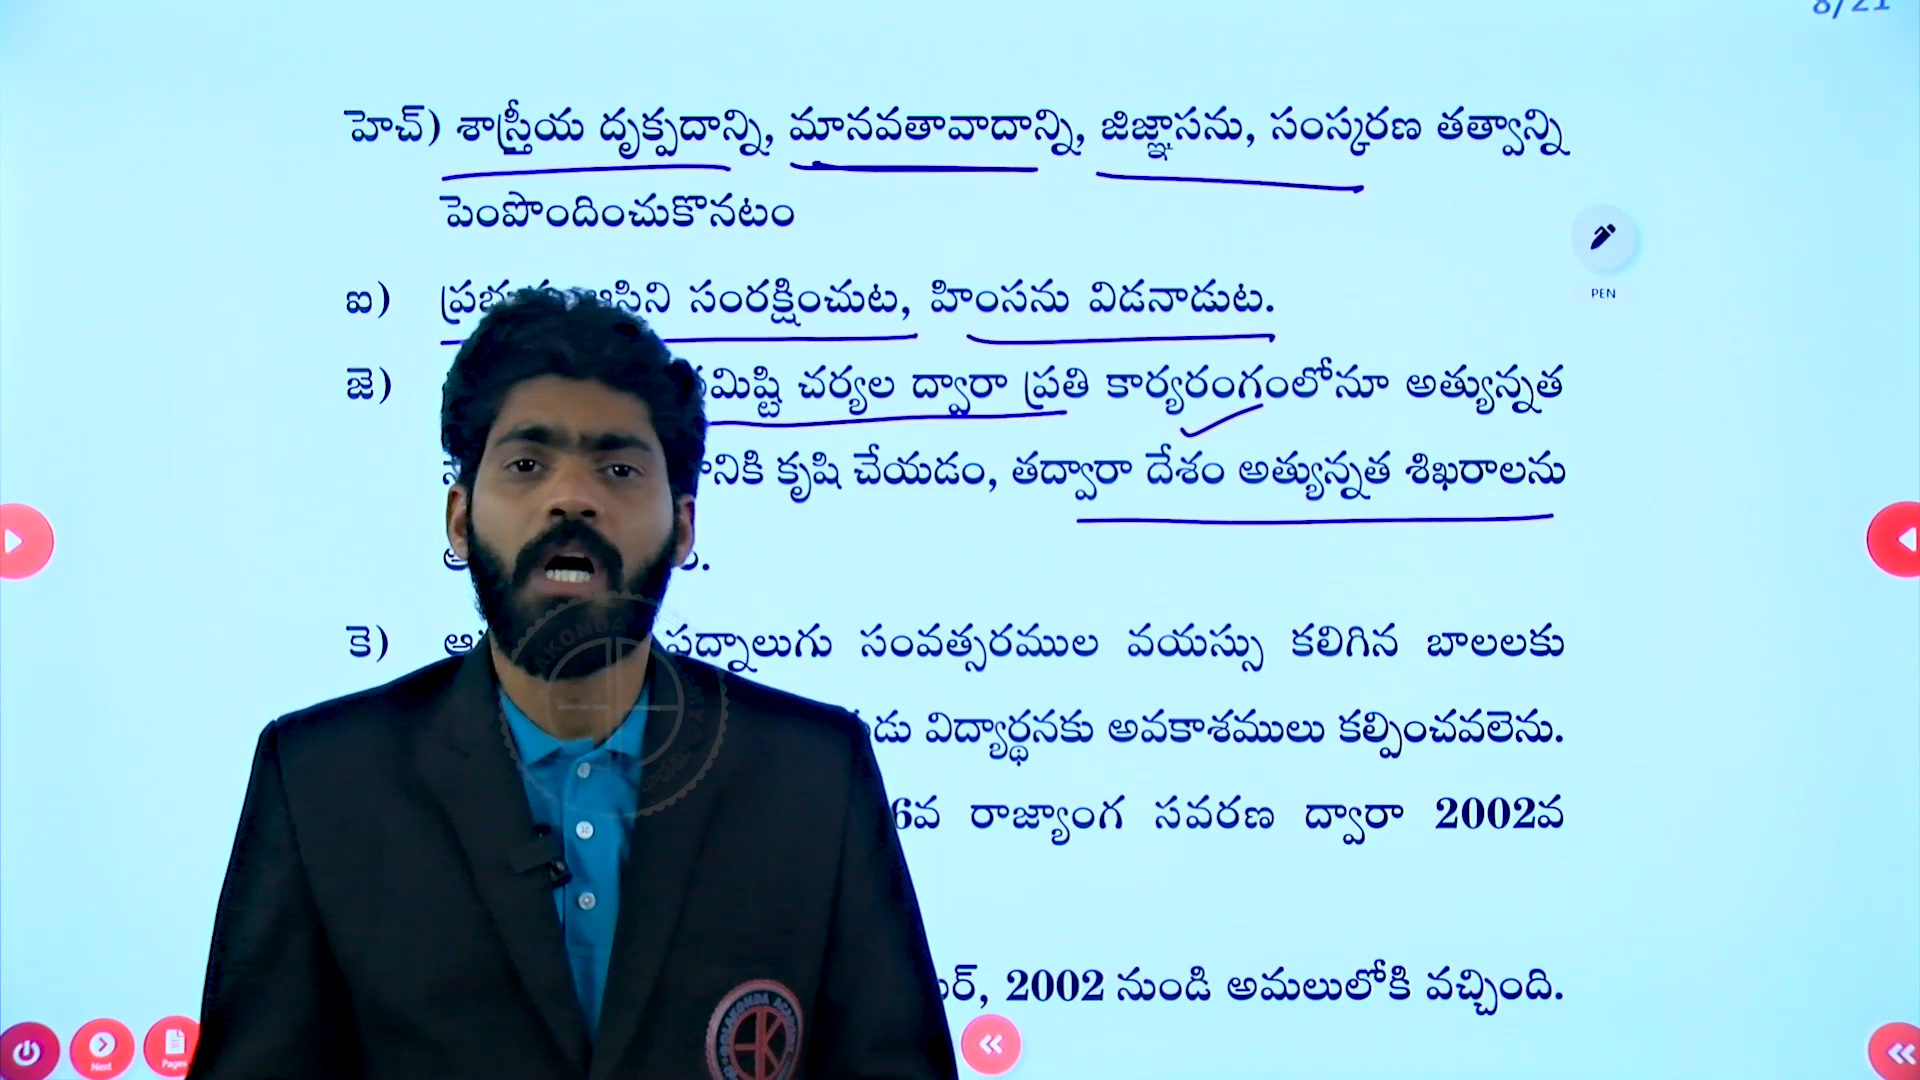 8/21
హెచ్) శాస్త్రీయ దృక్పదాన్ని, మానవతావాదాన్ని, జిజ్ఞాసను, సంస్కరణ తత్వాన్ని
పెంపొందించుకొనటం
PEN
ఐ) సంరక్షించుట, హింసను విడనాడుట.
జె) చర్యల ద్వారా ప్రతి కార్యరంగంలోనూ అత్యున్నత
కృషి చేయడం, తద్వారా దేశం అత్యున్నత శిఖరాలను
కె) పద్నాలుగు సంవత్సరముల వయస్సు కలిగిన బాలలకు
విద్యార్థనకు అవకాశములు కల్పించవలెను.
6వ రాజ్యాంగ సవరణ ద్వారా 2002వ
2002 నుండి అమలులోకి వచ్చింది.
Next
Pages